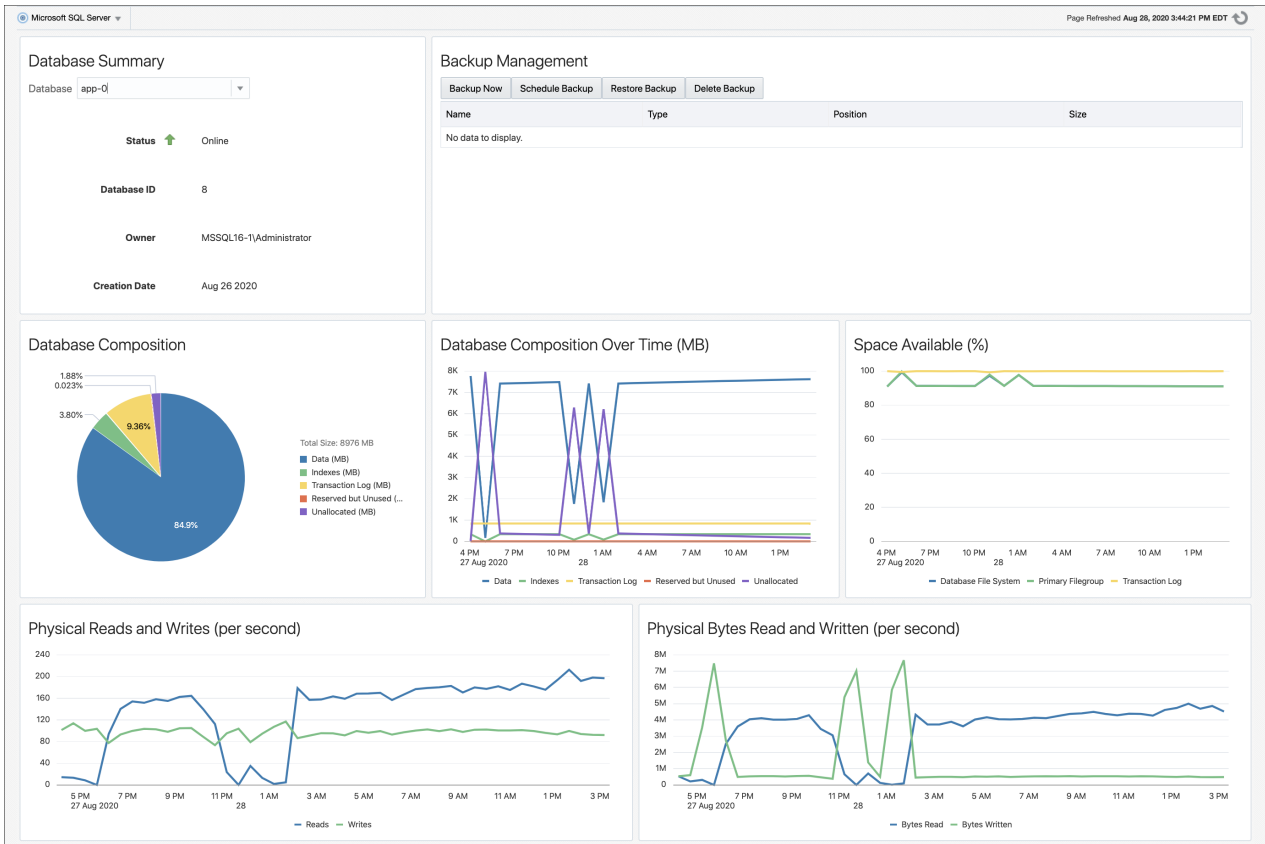 Microsoft SQL Server
Page Refreshed Aug 28, 2020 3:44:21 PM EDT
Database Summary
Database app-0
Status Online
Database ID 8
Owner MSSQL16-1\Administrator
Creation Date Aug 26 2020
Backup Management
Backup Now Schedule Backup Restore Backup Delete Backup
Name Type Position Size
No data to display.
Database Composition
1.88%
0.023%
3.80%
9.36%
84.9%
Total Size: 8976 MB
Data (MB)
Indexes (MB)
Transaction Log (MB)
Reserved but Unused (...
Unallocated (MB)
Database Composition Over Time (MB)
8K
7K
6K
5K
4K
3K
2K
1K
0
4 PM 7 PM 10 PM 1 AM 4 AM 7 AM 10 AM 1 PM
27 Aug 2020 28
Data Indexes Transaction Log Reserved but Unused Unallocated
Space Available (%)
100
80
60
40
20
0
4 PM 7 PM 10 PM 1 AM 4 AM 7 AM 10 AM 1 PM
27 Aug 2020 28
Database File System Primary Filegroup Transaction Log
Physical Reads and Writes (per second)
240
200
160
120
80
40
0
5 PM 7 PM 9 PM 11 PM 1 AM 3 AM 5 AM 7 AM 9 AM 11 AM 1 PM 3 PM
27 Aug 2020 28
Reads Writes
Physical Bytes Read and Written (per second)
8M
7M
6M
5M
4M
3M
2M
1M
0
5 PM 7 PM 9 PM 11 PM 1 AM 3 AM 5 AM 7 AM 9 AM 11 AM 1 PM 3 PM
27 Aug 2020 28
Bytes Read Bytes Written